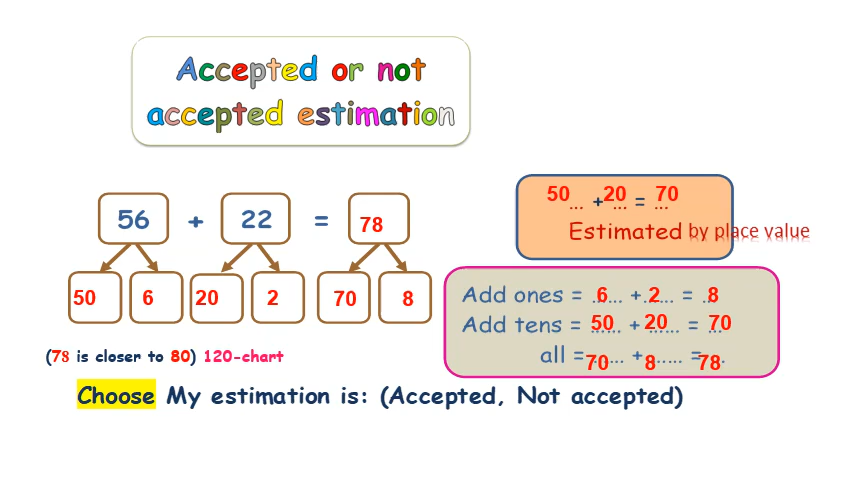 Accepted or not
accepted estimation
56 + 22 = 78
50 6 20 2 70 8
(78 is closer to 80) 120-chart
50... +20... = 70...
Estimated by place value
Add ones = ..6... +..2... = ..8
Add tens = 50...... + 20...... = 70...
all =70...... +8...... =78.
Choose My estimation is: (Accepted, Not accepted)